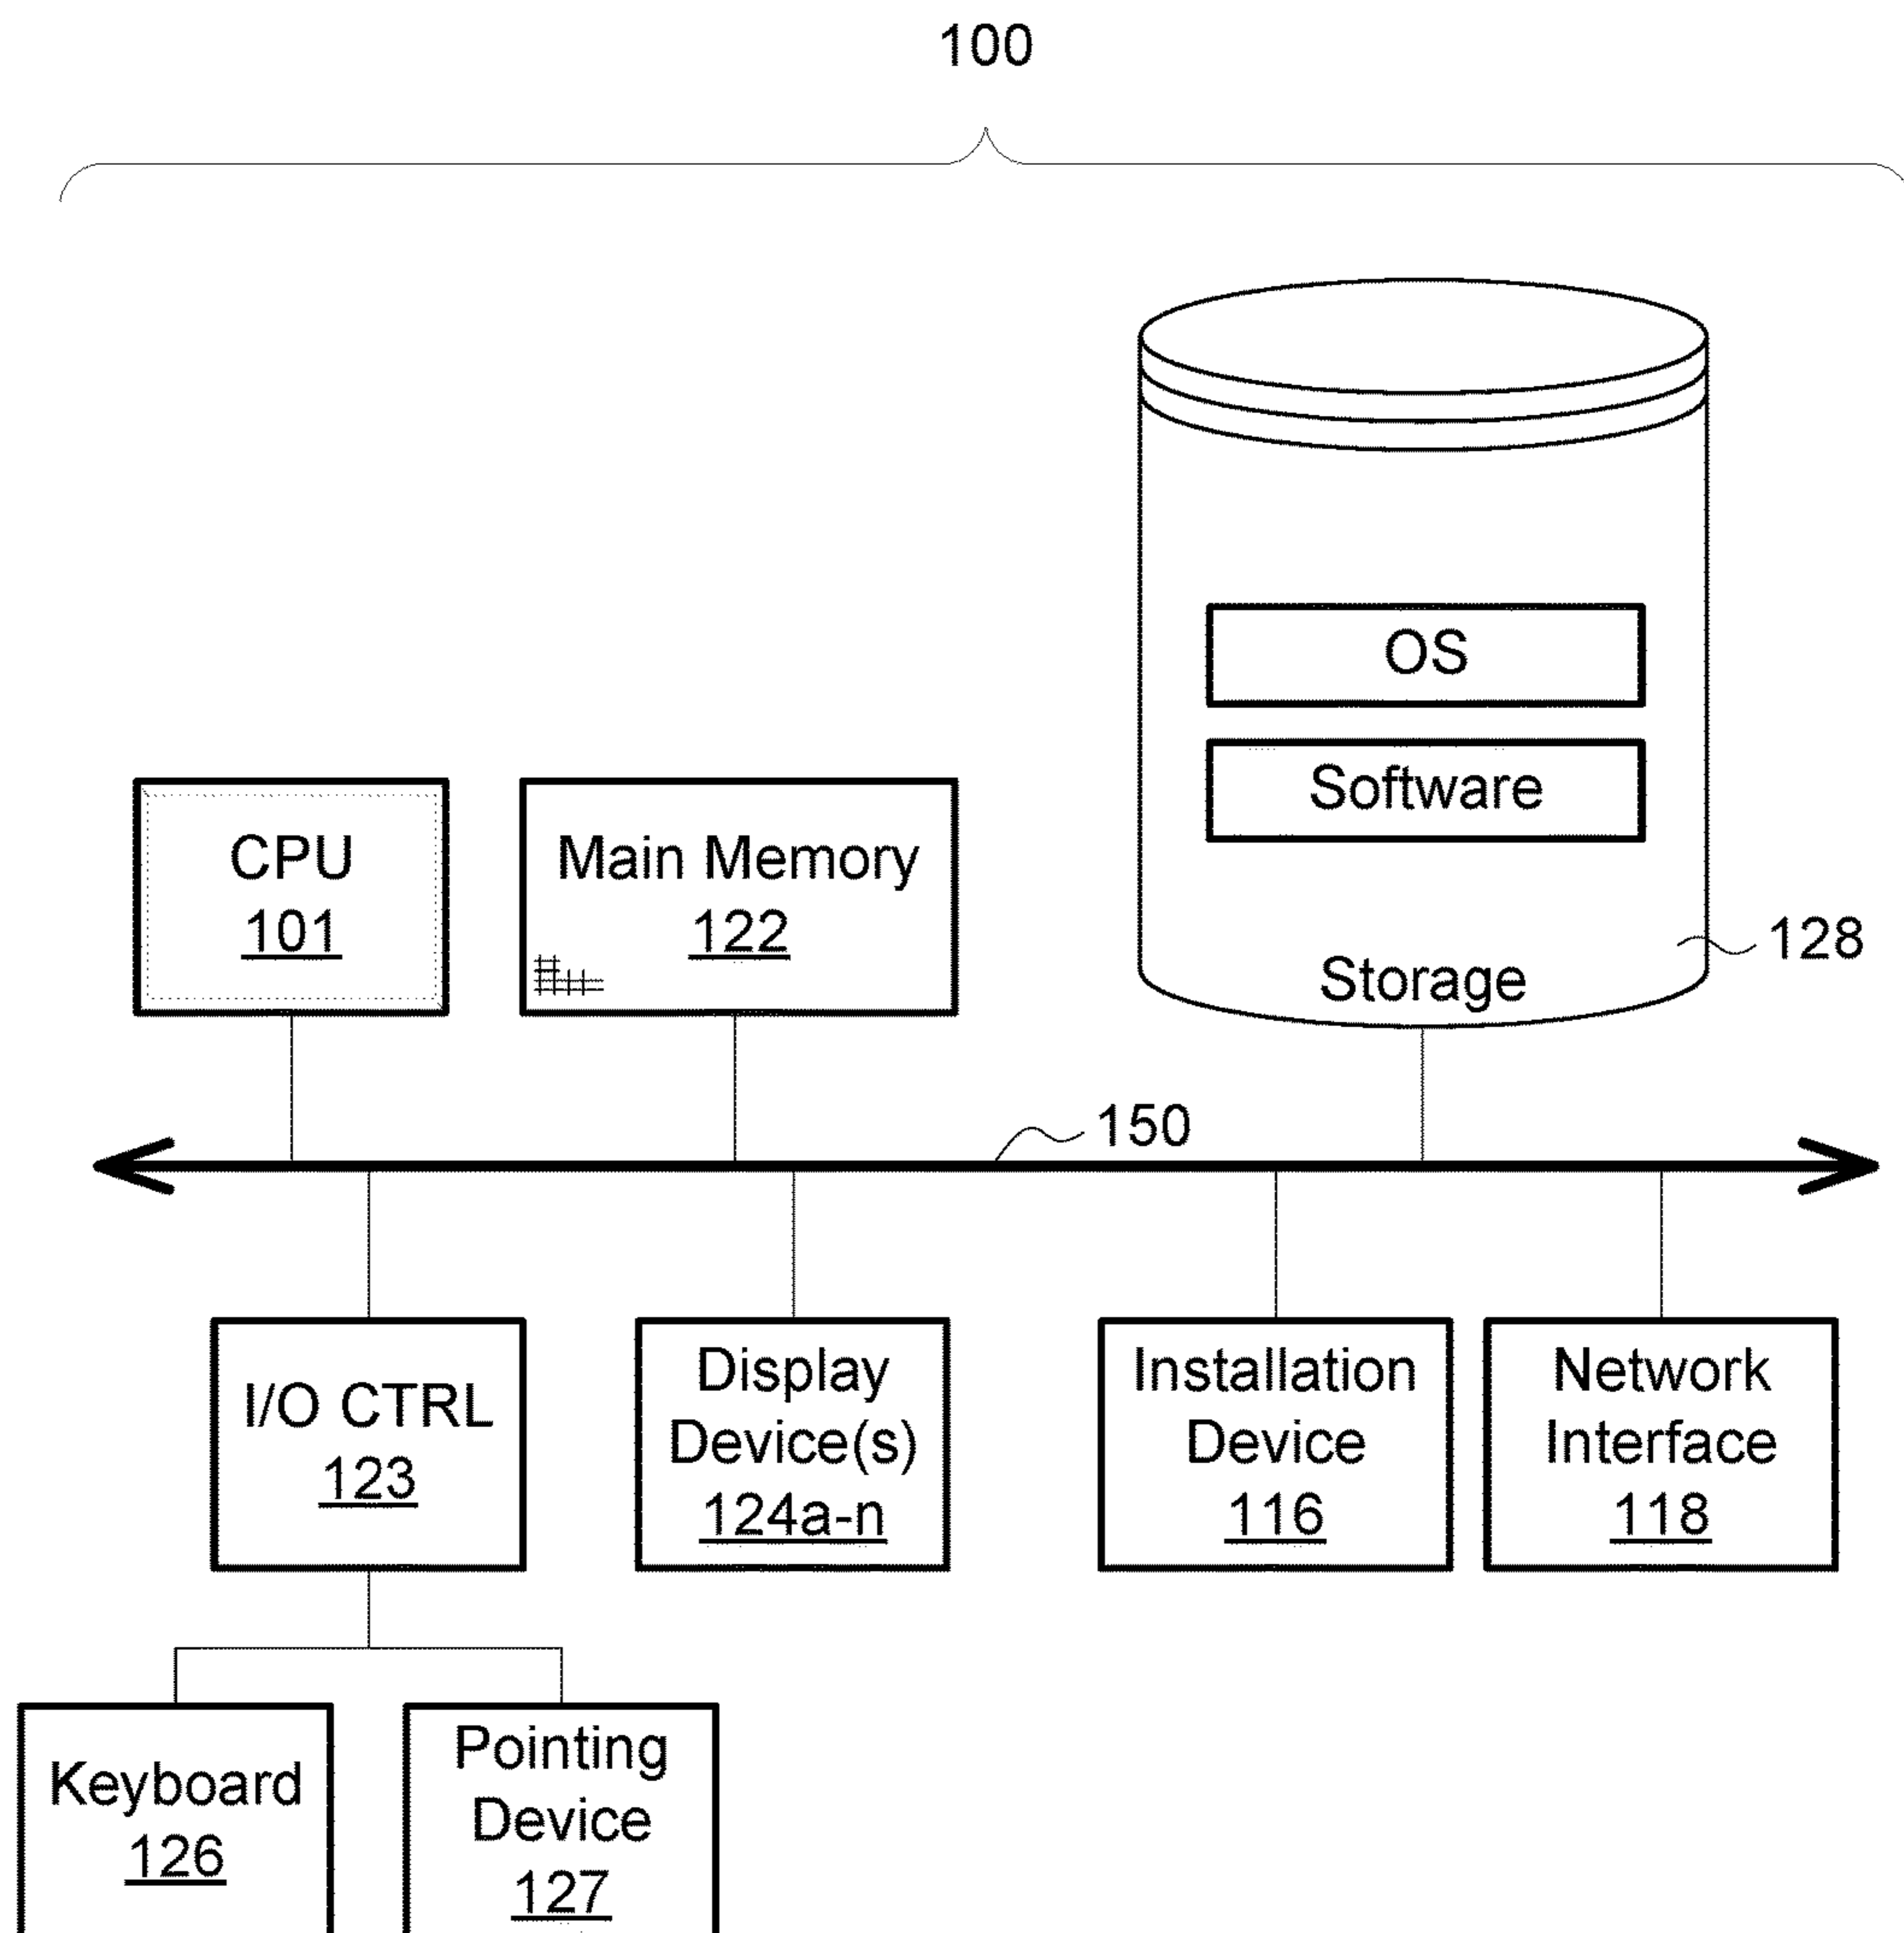 100
OS
Software
CPU
101
Main Memory
122
128
Storage
150
I/O CTRL
123
Display
Device(s)
124a-n
Installation
Device
116
Network
Interface
118
Keyboard
126
Pointing
Device
127